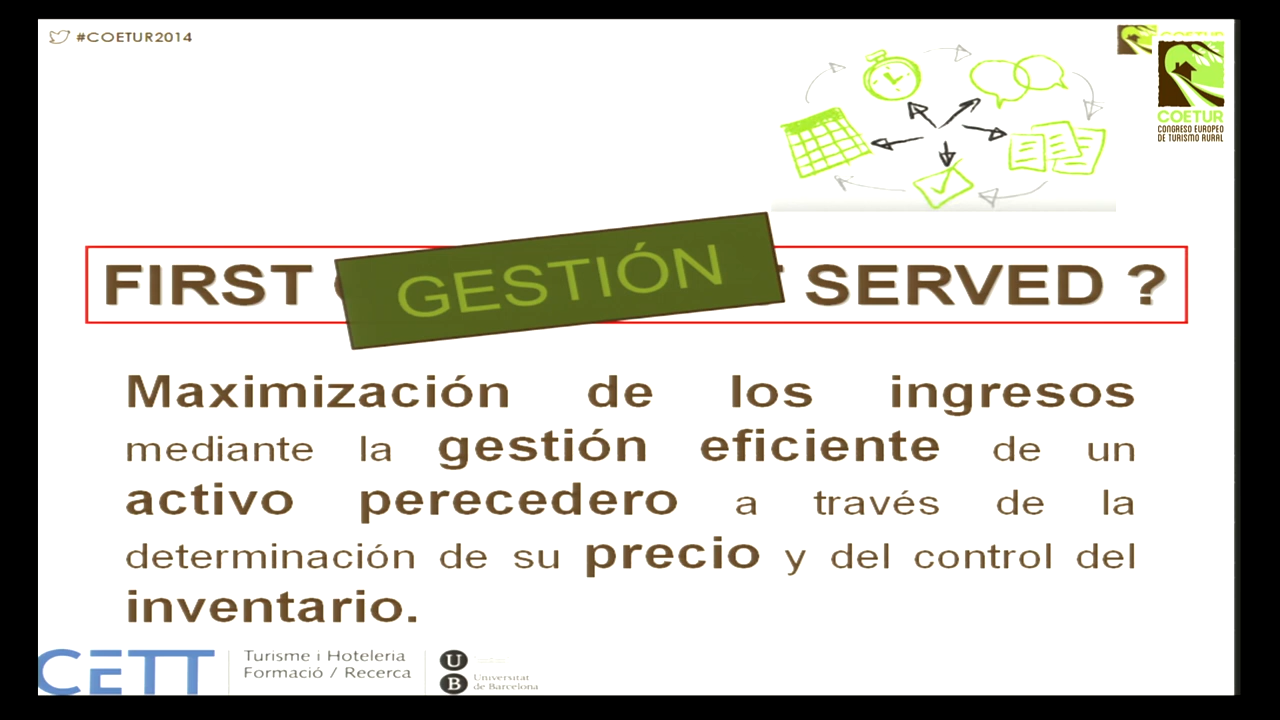 #COETUR2014
COETUR
CONGRESO EUROPEO
DE TURISMO RURAL
FIRST GESTIÓN SERVED ?
Maximización de los ingresos
mediante la gestión eficiente de un
activo perecedero a través de la
determinación de su precio y del control del
inventario.
CETT
Turisme i Hoteleria
Formació / Recerca
U
B
Universitat
de Barcelona